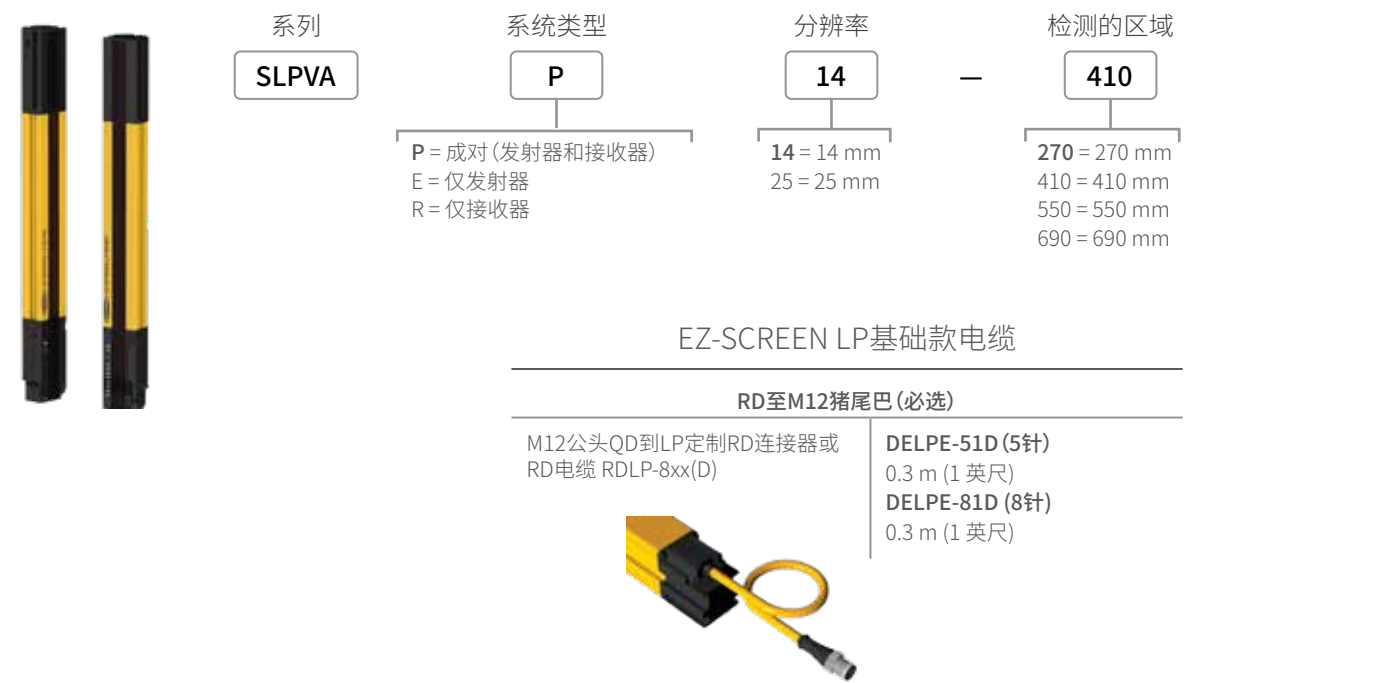 系列
系统类型
分辨率
检测的区域
SLPVA
P
14
—
410
P = 成对（发射器和接收器）
E = 仅发射器
R = 仅接收器
14 = 14 mm
25 = 25 mm
270 = 270 mm
410 = 410 mm
550 = 550 mm
690 = 690 mm
EZ-SCREEN LP基础款电缆
RD至M12猪尾巴（必选）
M12公头QD到LP定制RD连接器或
RD电缆 RDLP-8xx(D)
DELPE-51D（5针）
0.3 m (1 英尺)
DELPE-81D (8针)
0.3 m (1 英尺)